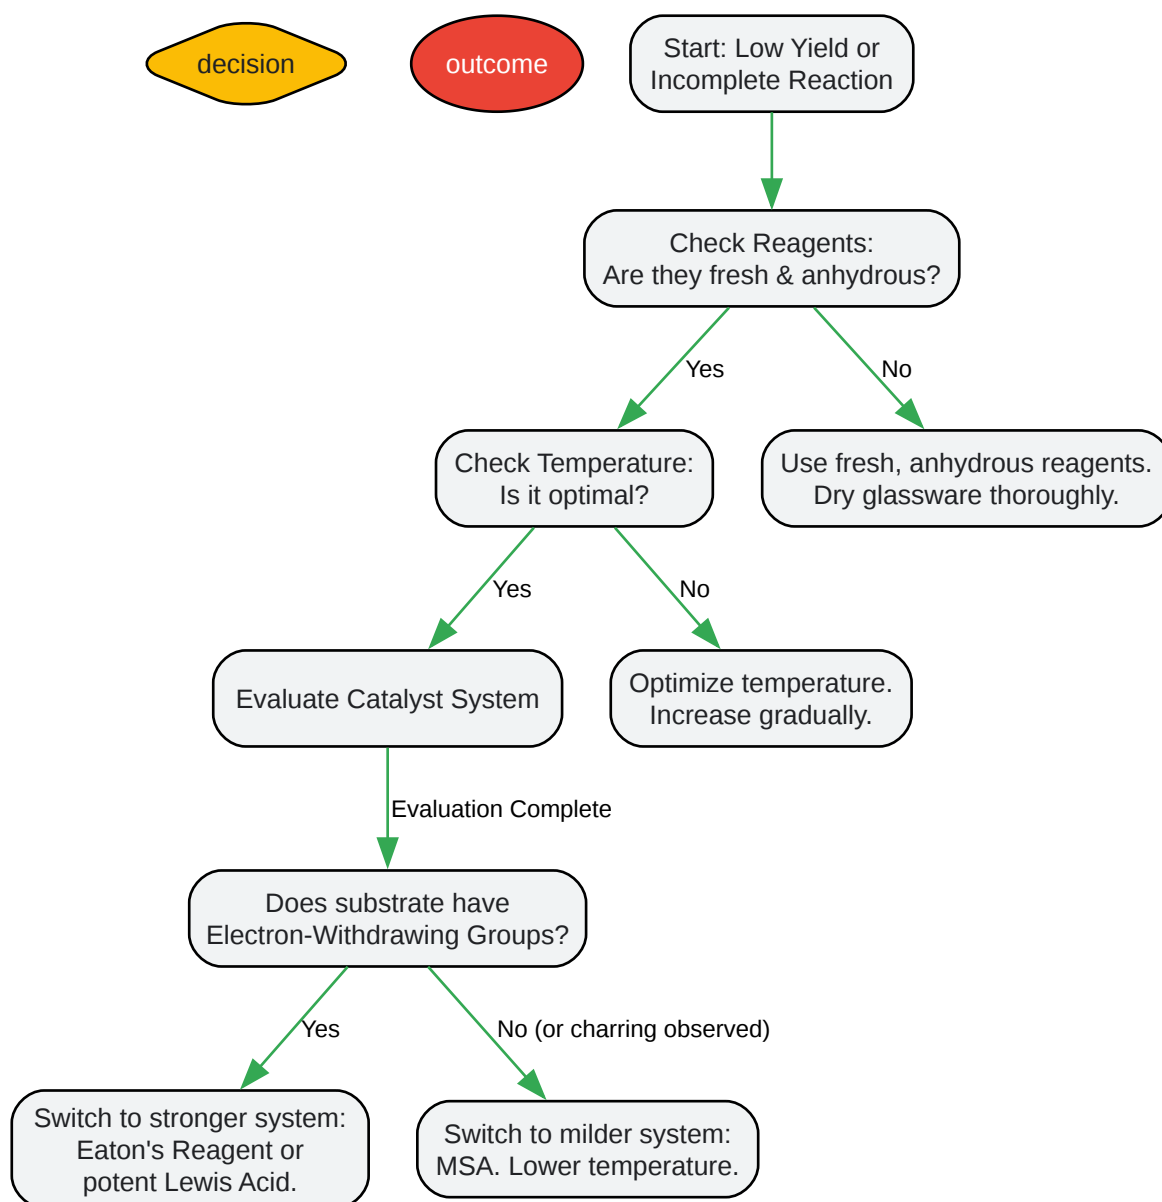 decision
outcome
Start: Low Yield or
Incomplete Reaction
Check Reagents:
Are they fresh & anhydrous?
Yes
No
Check Temperature:
Is it optimal?
Use fresh, anhydrous reagents.
Dry glassware thoroughly.
Yes
No
Evaluate Catalyst System
Optimize temperature.
Increase gradually.
Evaluation Complete
Does substrate have
Electron-Withdrawing Groups?
Yes
No (or charring observed)
Switch to stronger system:
Eaton's Reagent or
potent Lewis Acid.
Switch to milder system:
MSA. Lower temperature.